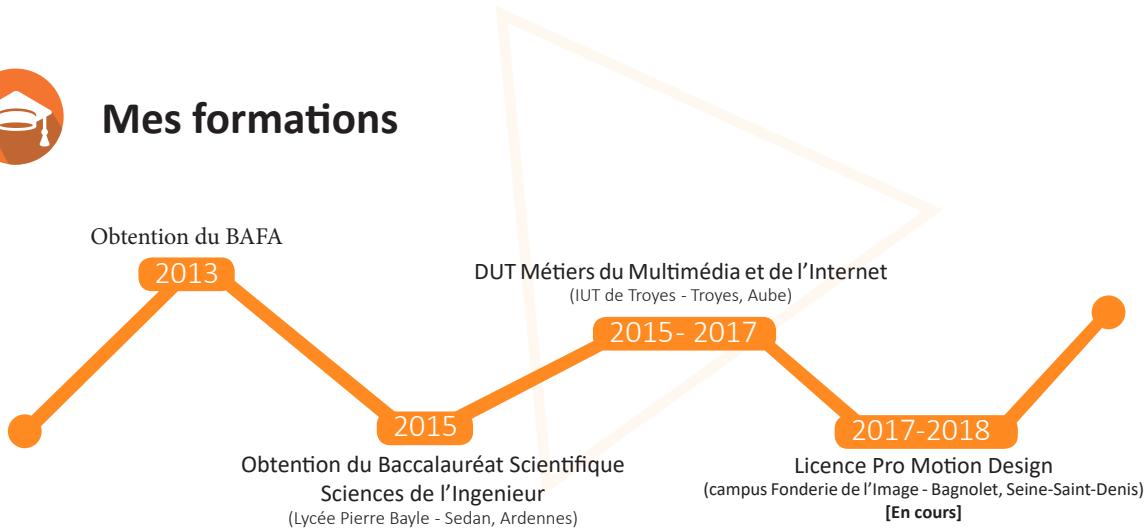 Mes formations
Obtention du BAFA
2013
DUT Métiers du Multimédia et de l’Internet
(IUT de Troyes - Troyes, Aube)
2015- 2017
2015
Obtention du Baccalauréat Scientifique
Sciences de l’Ingenieur
(Lycée Pierre Bayle - Sedan, Ardennes)
2017-2018
Licence Pro Motion Design
(campus Fonderie de l’Image - Bagnolet, Seine-Saint-Denis)
[En cours]